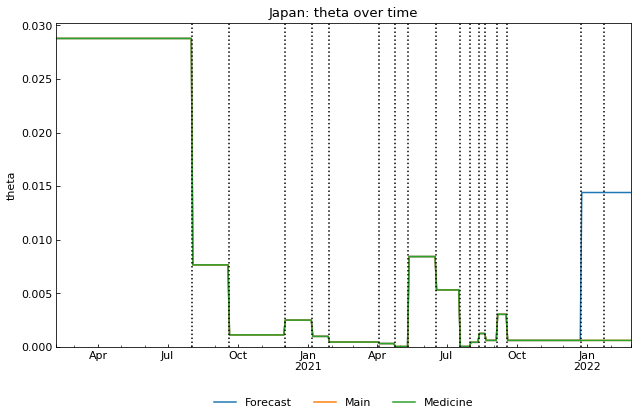 Japan: theta over time
0.030
0.025
0.020
0.015
0.010
0.005
0.000
theta
Apr Jul Oct Jan Apr Jul Oct Jan
2021 2022
Forecast Main Medicine